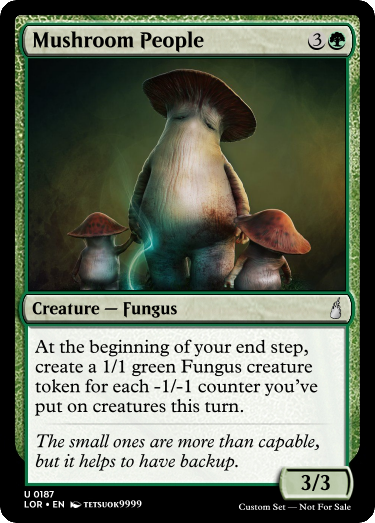 Mushroom People 3
Creature — Fungus
At the beginning of your end step,
create a 1/1 green Fungus creature
token for each -1/-1 counter you've
put on creatures this turn.
The small ones are more than capable,
but it helps to have backup.
3/3
U 0187
LOR • EN TETSUOK9999
Custom Set — Not For Sale